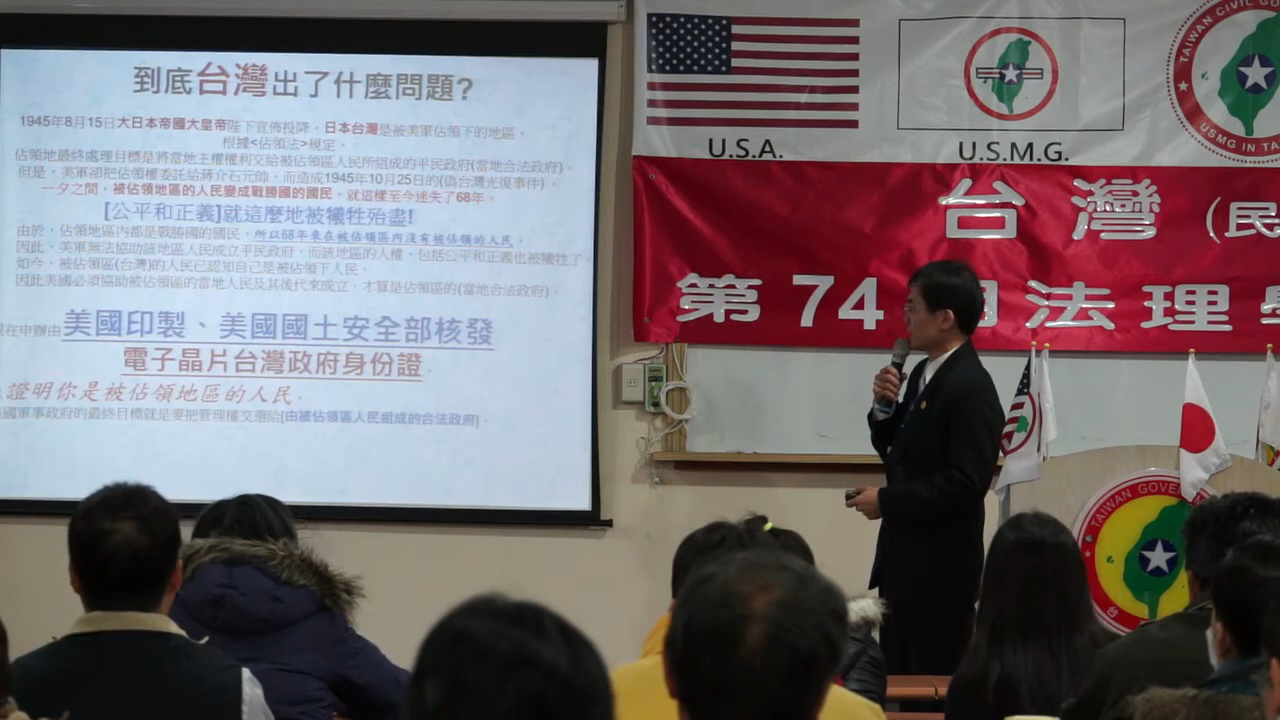 到底台灣出了什麼問題?
1945年8月15日大日本帝國大皇帝陛下宣佈投降，日本台灣是被美軍佔領下的地區，
根據<佔領法>規定，
佔領地最終處理目標是將當地主權權利交給被佔領區人民所組成的平民政府(當地合法政府)。
但是，美軍卻把佔領權委託給蔣介石元帥，而造成1945年10月25日的(偽台灣光復事件)，
一夕之間，被佔領地區的人民變成戰勝國的國民，就這樣至今迷失了68年。
[公平和正義]就這麼地被犧牲殆盡!
由於，佔領地區內都是戰勝國的國民，所以68年來在被佔領區內沒有被佔領的人民，
因此，美軍無法協助該地區人民成立平民政府，而該地區的人權、包括公平和正義也被犧牲了。
如今，被佔領區(台灣)的人民已認知自己是被佔領下人民，
因此美國必須協助被佔領區的當地人民及其後代來成立，才算是佔領區的(當地合法政府)。
現在申辦由美國印製、美國國土安全部核發
電子晶片台灣政府身份證，
證明你是被佔領地區的人民，
國軍事政府的最終目標就是要把管理權交還給[由被佔領區人民組成的合法政府]。
U.S.A.
U.S.M.G.
TAIWAN CIVIL GOV
USMG IN TA
台灣(民
第74期法理學
TAIWAN GOVERN
台